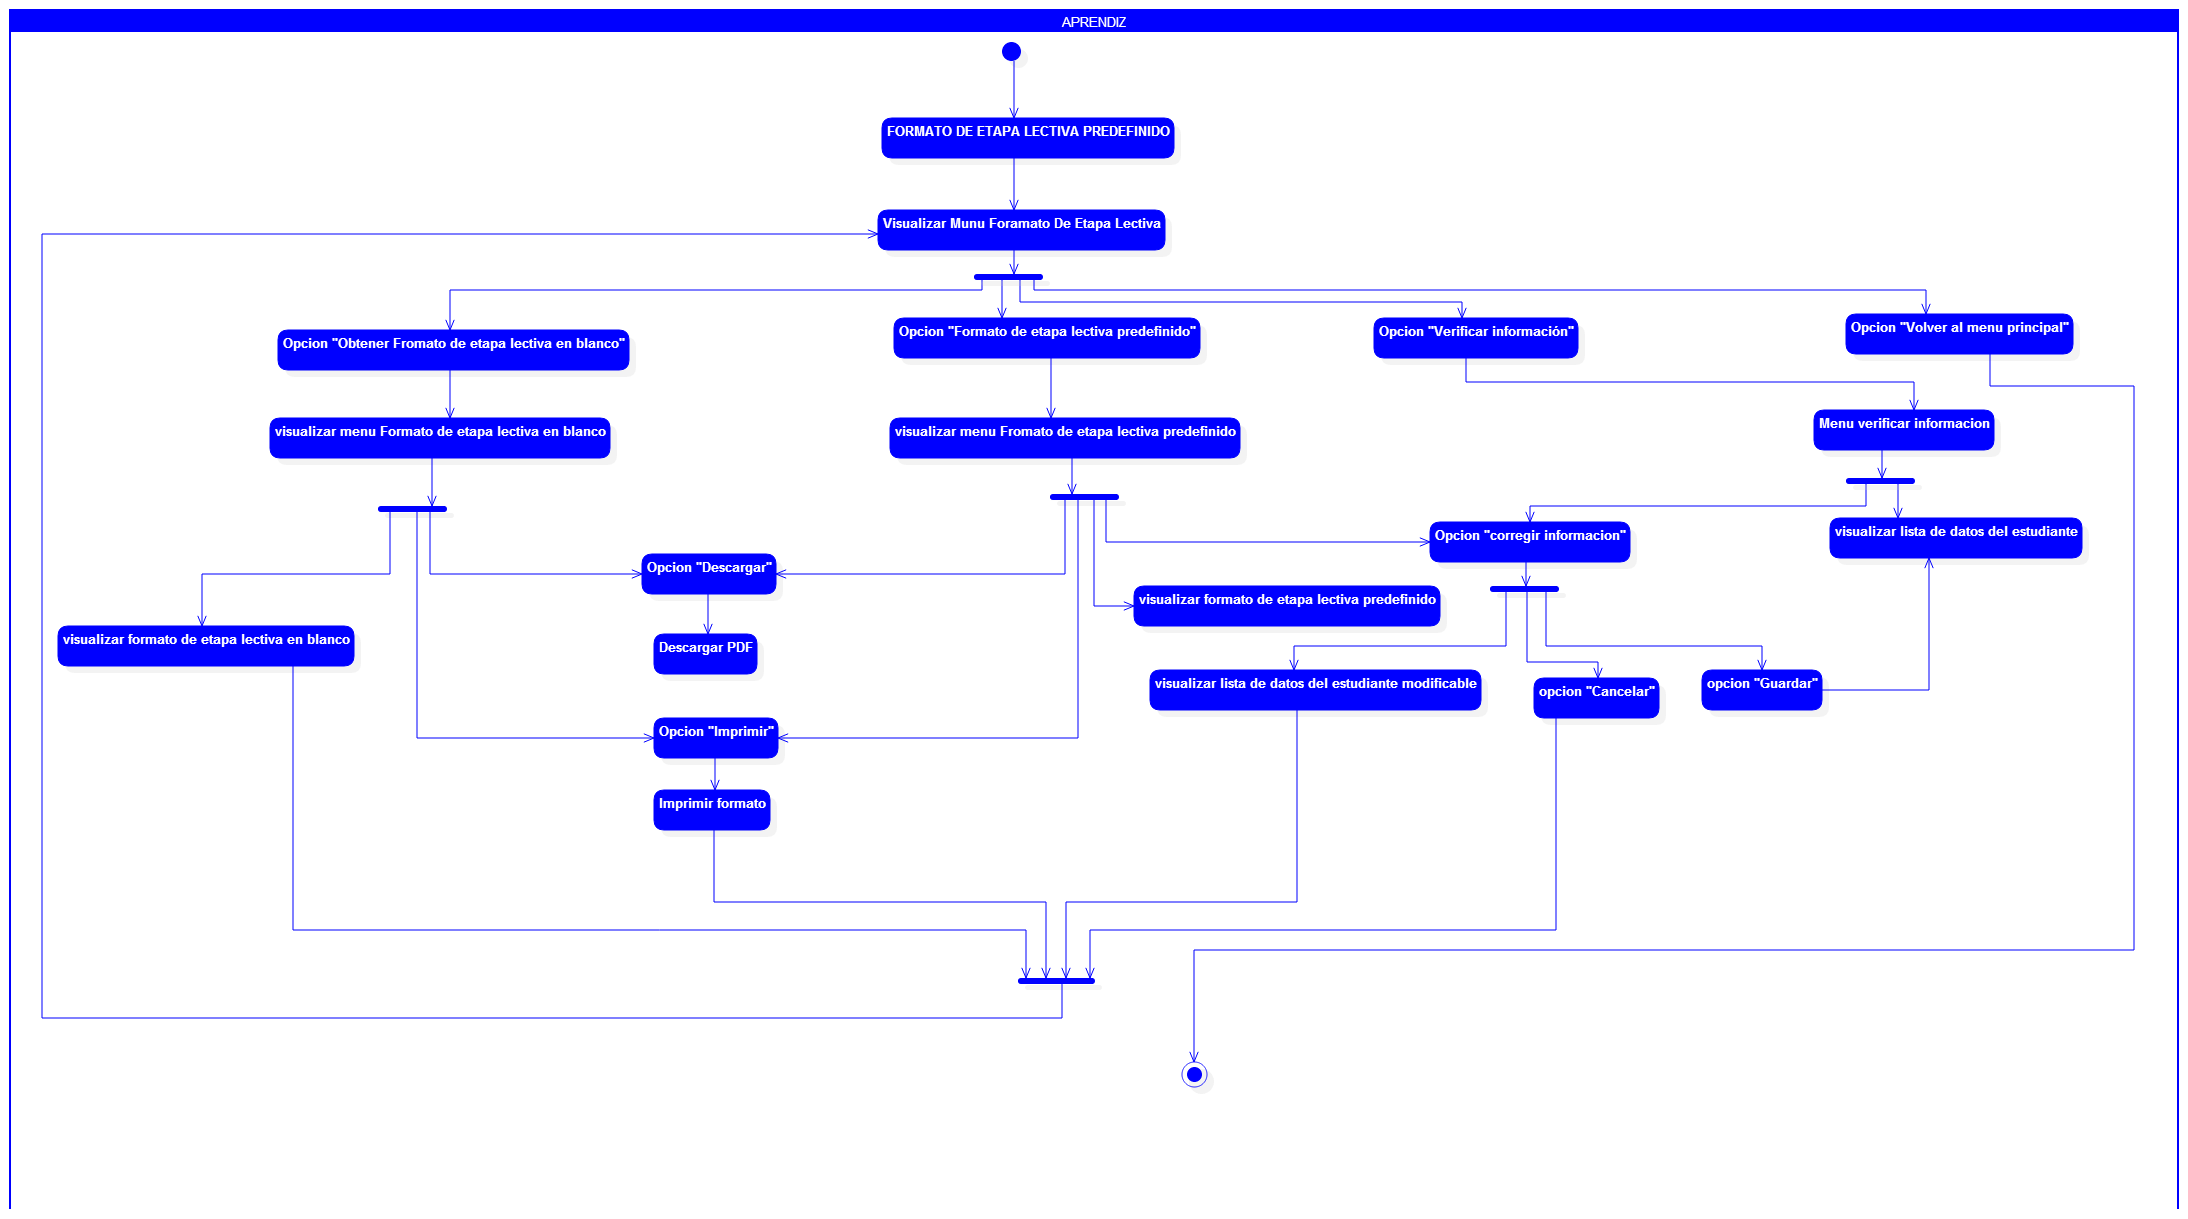 APRENDIZ
FORMATO DE ETAPA LECTIVA PREDEFINIDO
Visualizar Munu Foramato De Etapa Lectiva
Opcion "Obtener Fromato de etapa lectiva en blanco"
Opcion "Formato de etapa lectiva predefinido"
Opcion "Verificar información"
Opcion "Volver al menu principal"
visualizar menu Formato de etapa lectiva en blanco
visualizar menu Fromato de etapa lectiva predefinido
Menu verificar informacion
Opcion "corregir informacion"
visualizar lista de datos del estudiante
Opcion "Descargar"
visualizar formato de etapa lectiva predefinido
visualizar formato de etapa lectiva en blanco
Descargar PDF
visualizar lista de datos del estudiante modificable
opcion "Cancelar"
opcion "Guardar"
Opcion "Imprimir"
Imprimir formato